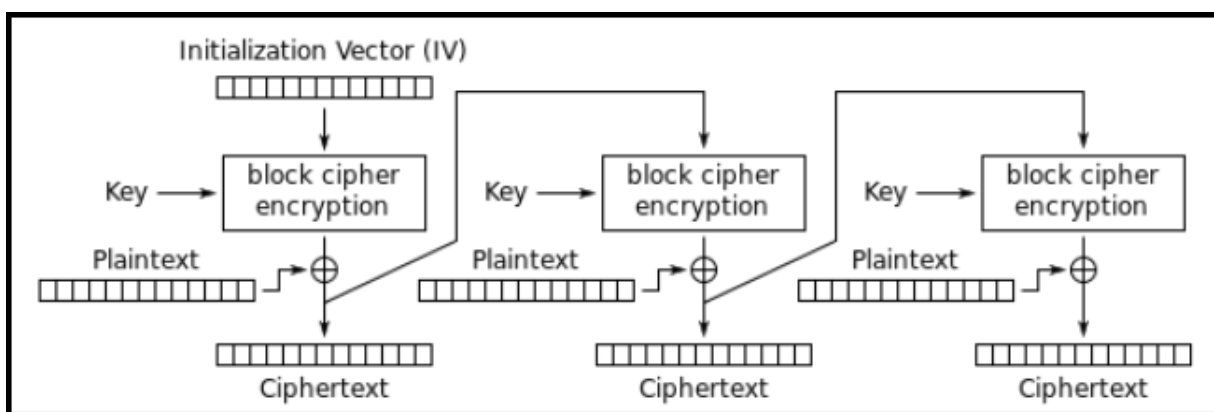 Initialization Vector (IV)
Key
block cipher
encryption
Key
block cipher
encryption
Key
block cipher
encryption
Plaintext
Plaintext
Plaintext
Ciphertext
Ciphertext
Ciphertext